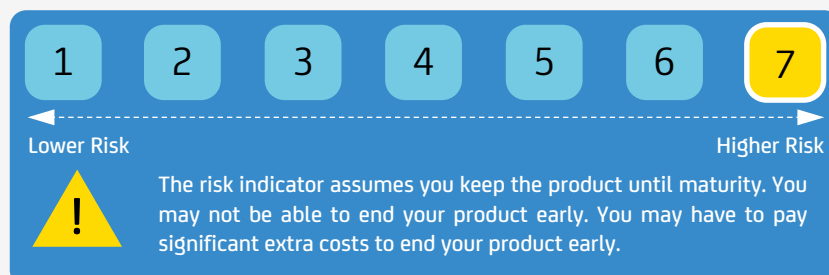 1 2 3 4 5 6 7
Lower Risk Higher Risk
! The risk indicator assumes you keep the product until maturity. You
may not be able to end your product early. You may have to pay
significant extra costs to end your product early.